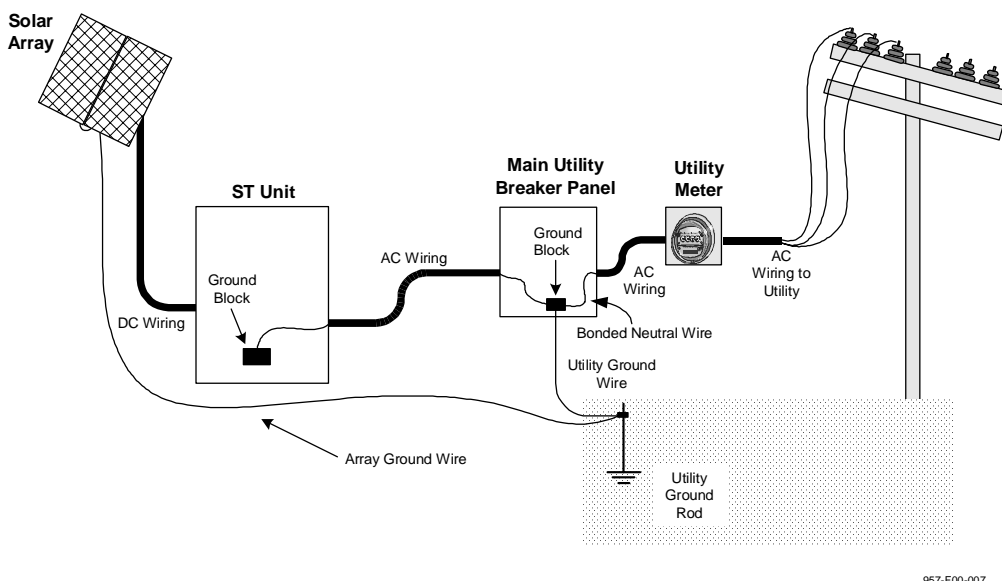 Solar
Array
ST Unit
Main Utility
Breaker Panel
Utility
Meter
Ground
Block
AC Wiring
Ground
Block
DC Wiring
AC
Wiring
AC
Wiring to
Utility
Bonded Neutral Wire
Utility Ground
Wire
Array Ground Wire
Utility
Ground
Rod
957-E00-007